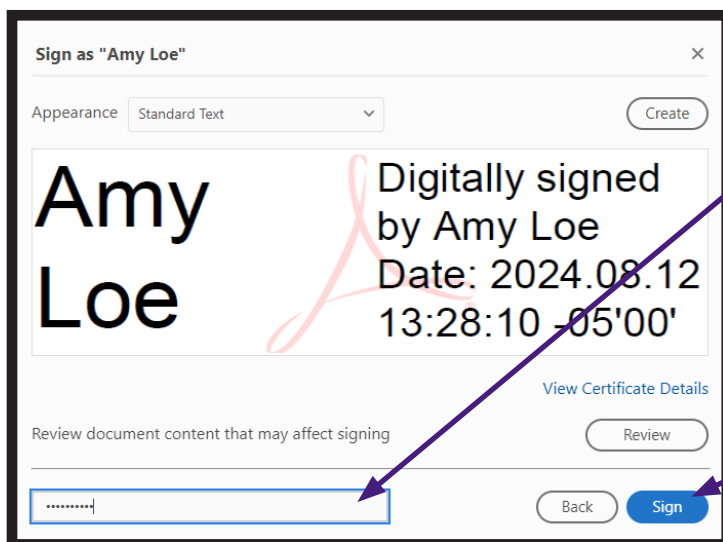 Sign as "Amy Loe"
Appearance Standard Text Create
Amy
Loe
Digitally signed
by Amy Loe
Date: 2024.08.12
13:28:10 -05'00'
View Certificate Details
Review document content that may affect signing Review
••••••••••
Back Sign